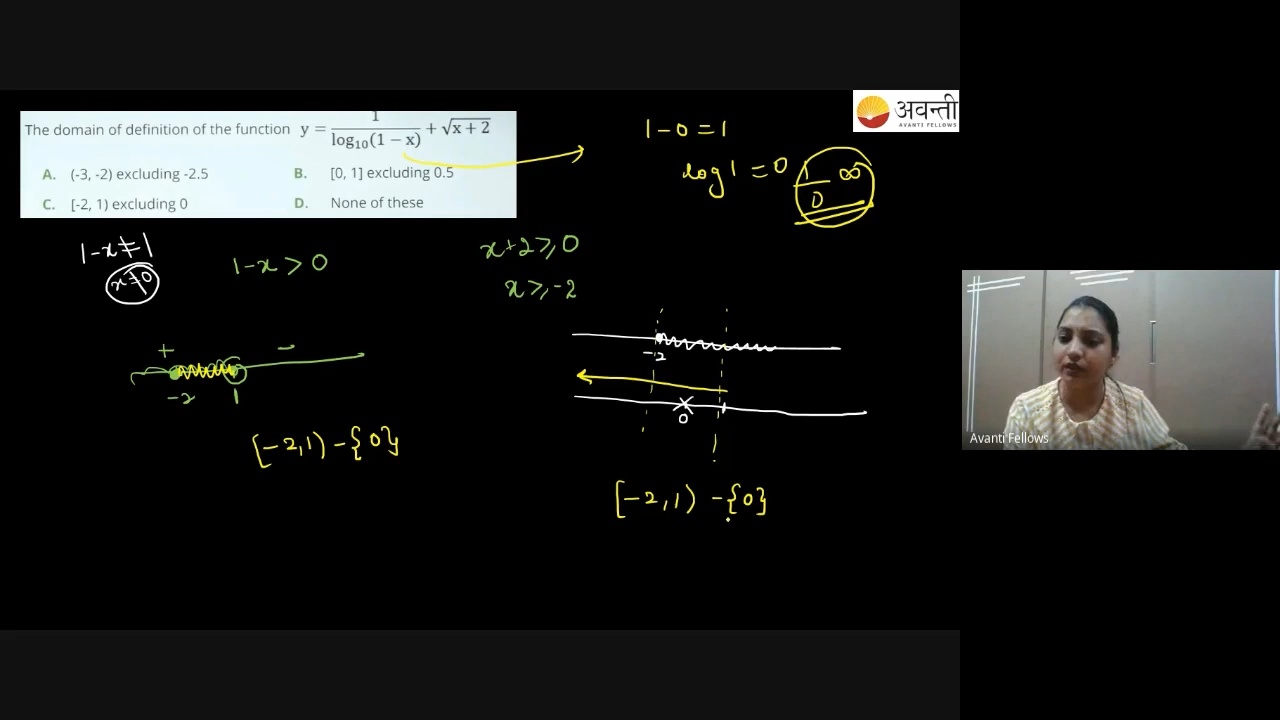 अवन्ती
AVANTI FELLOWS
The domain of definition of the function y = 1/log₁₀(1 − x) + √x + 2
A. (-3, -2) excluding -2.5
B. [0, 1] excluding 0.5
C. [-2, 1) excluding 0
D. None of these
1-0=1
log1=0 1/0 ∞
1-x≠1
x≠0
1-x>0
x+2≥0
x≥-2
+ -
-2 1
[-2,1) -{0}
-2
0
[-2,1) -{0}
Avanti Fellows